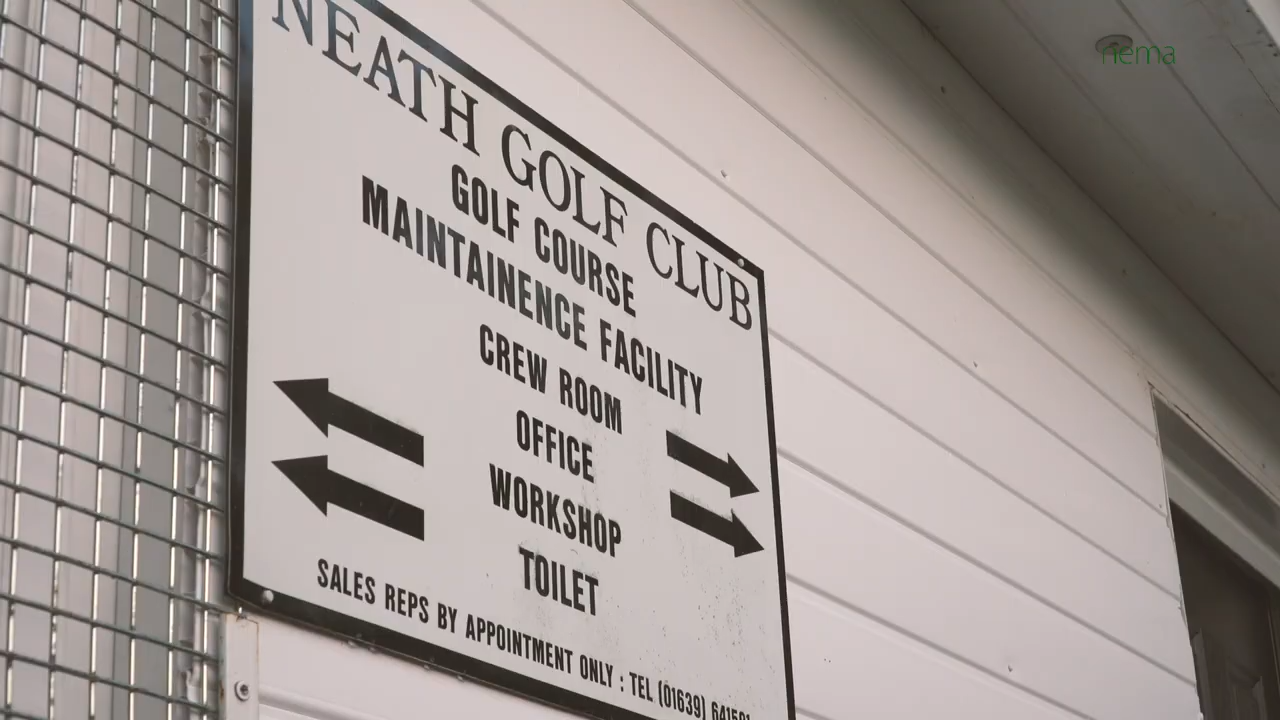 nema
NEATH GOLF CLUB
GOLF COURSE
MAINTAINENCE FACILITY
CREW ROOM
OFFICE
WORKSHOP
TOILET
SALES REPS BY APPOINTMENT ONLY : TEL (01639)